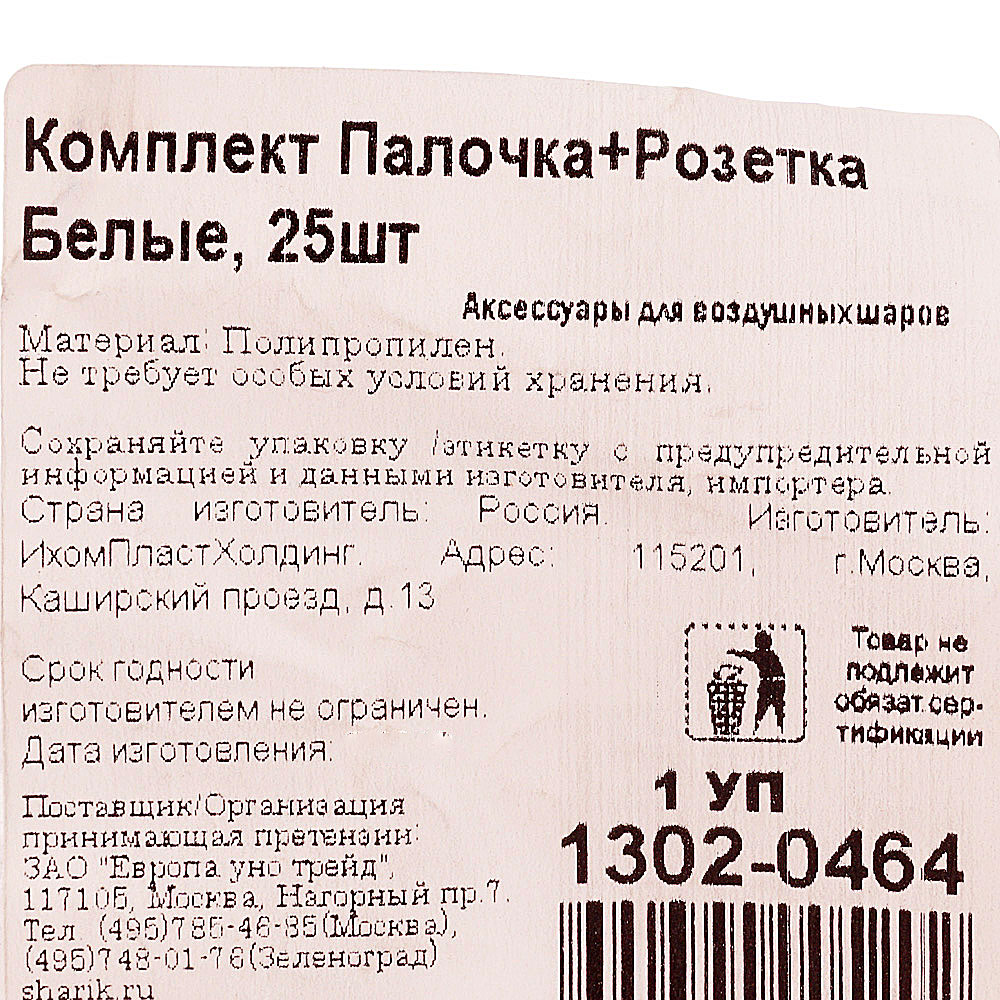 Комплект Палочка+Розетка
Белые, 25шт
Аксессуары для воздушных шаров
Материал: Полипропилен.
Не требует особых условий хранения.
Сохраняйте упаковку /этикетку с предупредительной
информацией и данными изготовителя, импортера.
Страна изготовитель: Россия. Изготовитель:
ИхомПластХолдинг. Адрес: 115201, г.Москва,
Каширский проезд, д.13
Срок годности
изготовителем не ограничен.
Дата изготовления:
Товар не
подлежит
обязат.сер-
тификации
1 УП
1302-0464
Поставщик/Организация
принимающая претензии:
ЗАО "Европа уно трейд",
117105, Москва, Нагорный пр.7.
Тел. (495)785-46-85(Москва),
(495)748-01-76(Зеленоград)
sharik.ru